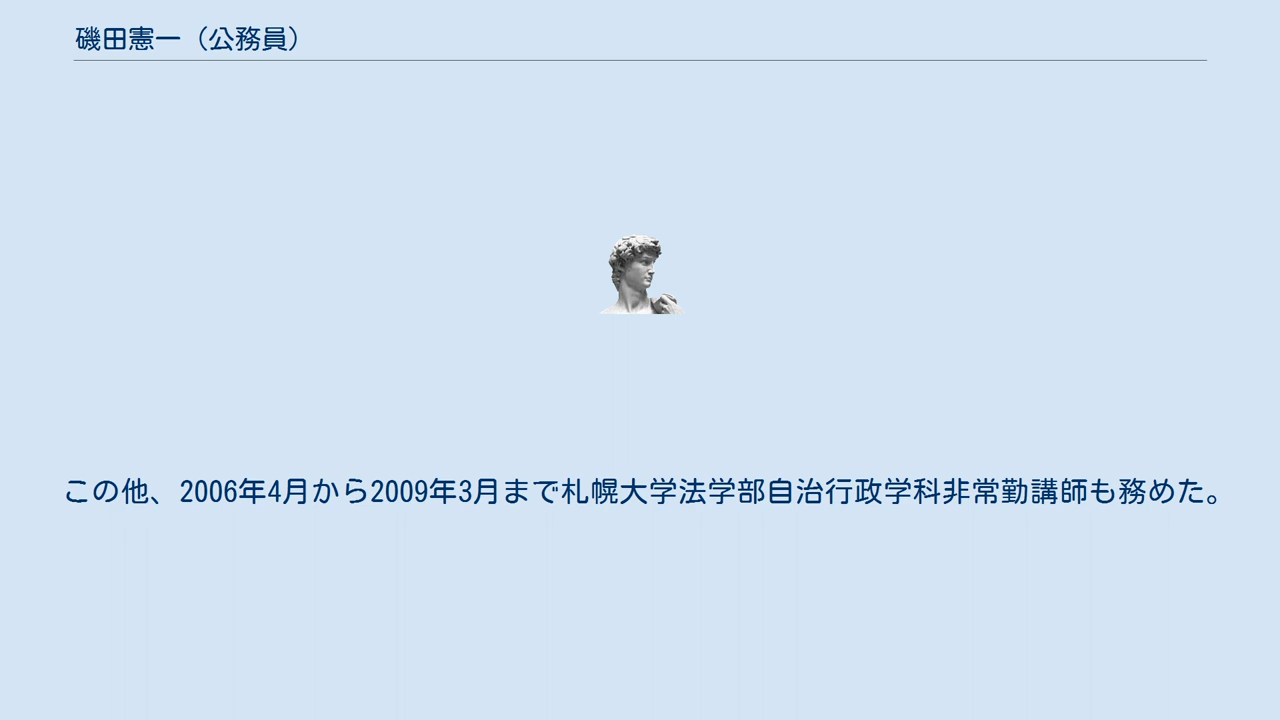 磯田憲一（公務員）
この他、2006年4月から2009年3月まで札幌大学法学部自治行政学科非常勤講師も務めた。